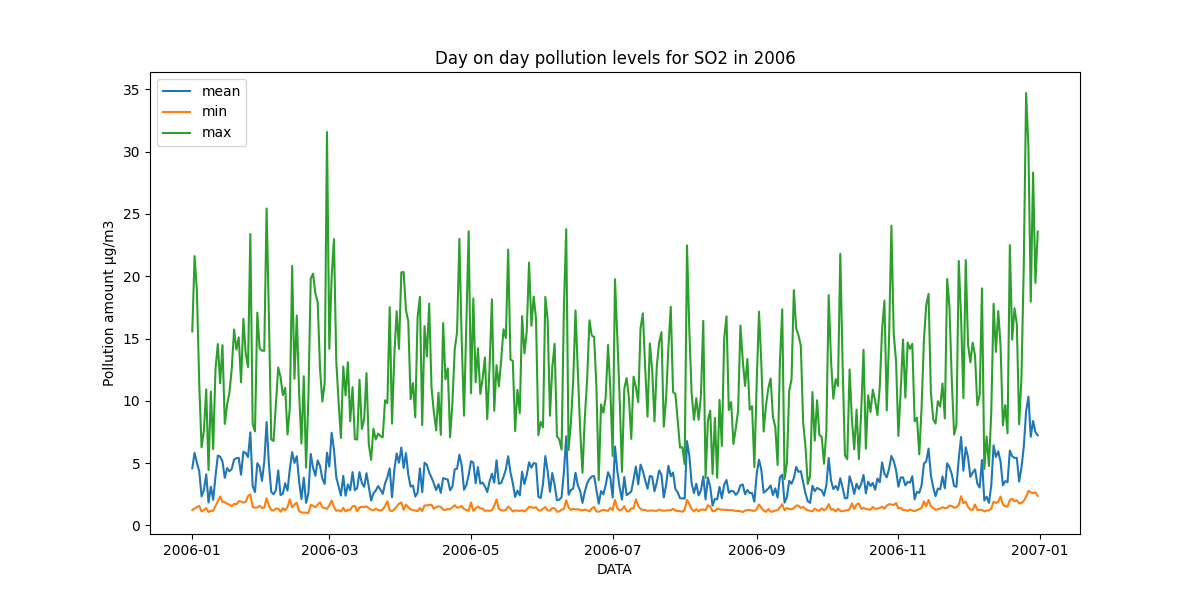 Day on day pollution levels for SO2 in 2006
mean
min
max
35
30
25
20
15
10
5
0
Pollution amount µg/m3
2006-01 2006-03 2006-05 2006-07 2006-09 2006-11 2007-01
DATA